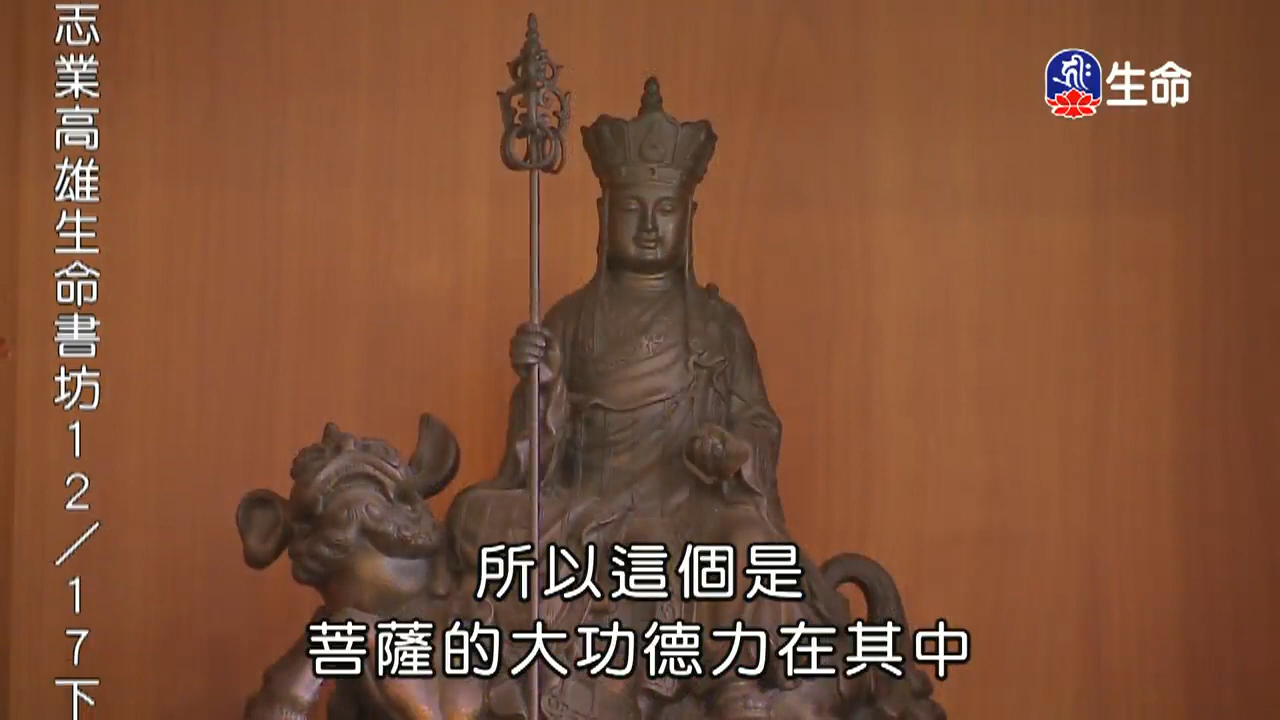 志業高雄生命書坊12/17下
生命
所以這個是
菩薩的大功德力在其中